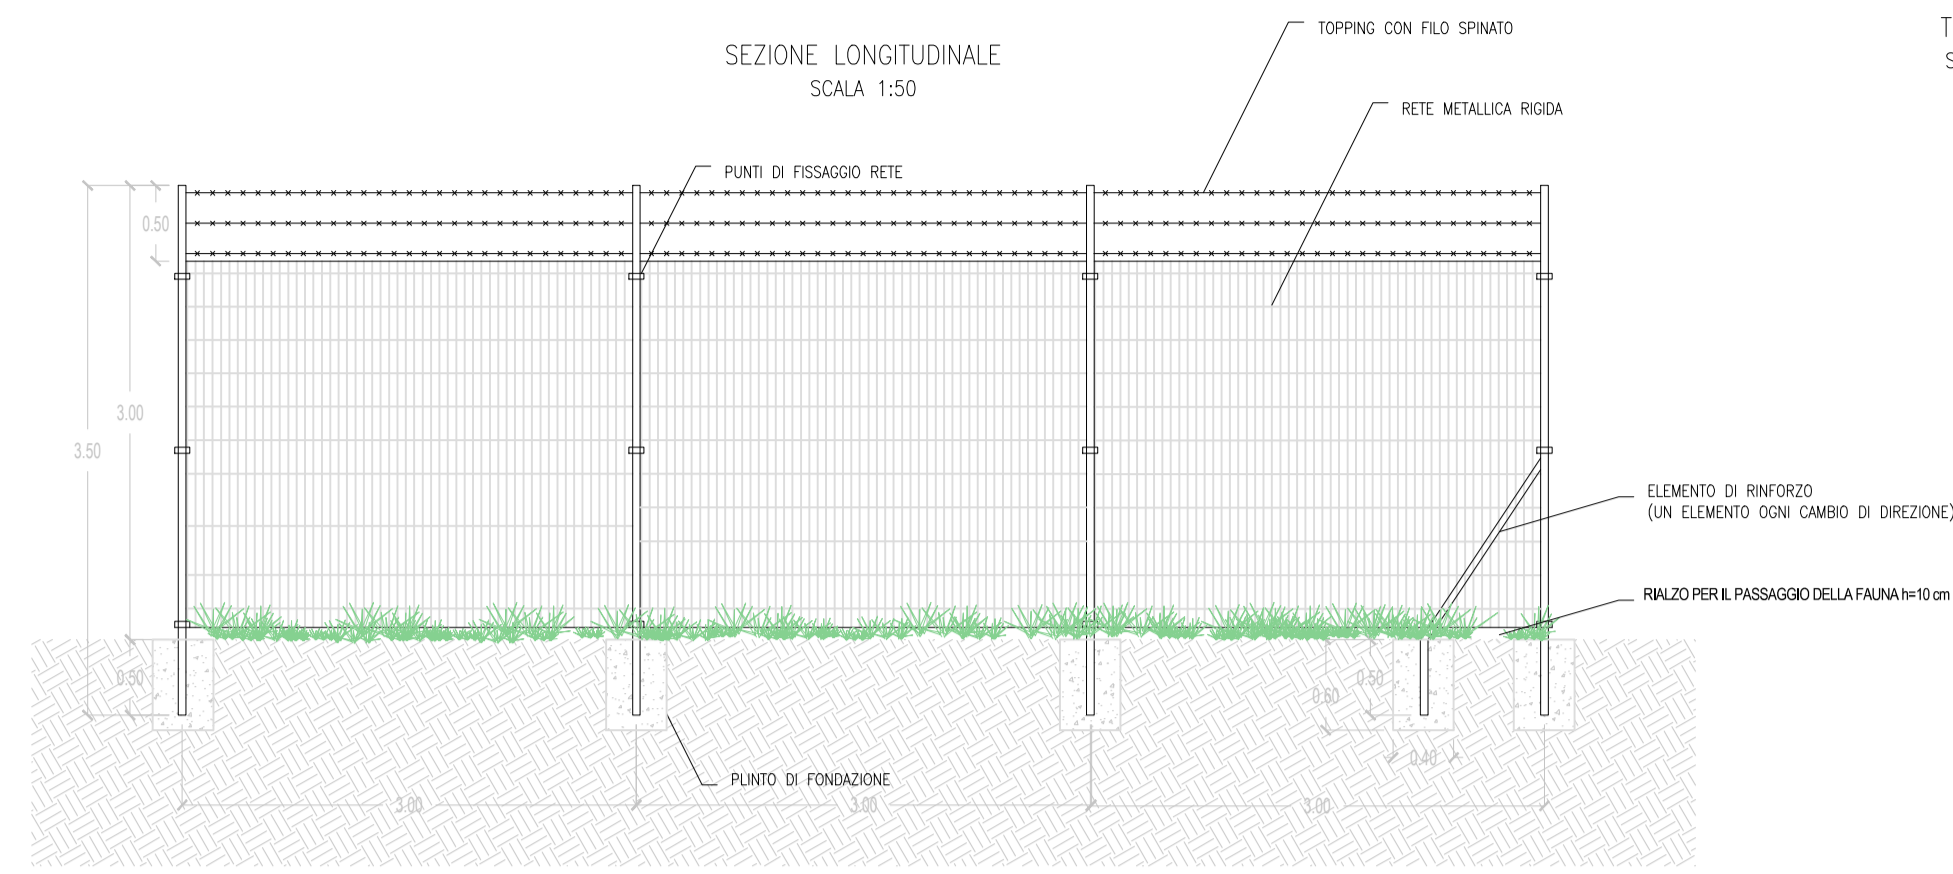 SEZIONE LONGITUDINALE
SCALA 1:50
TOPPING CON FILO SPINATO
T
S
RETE METALLICA RIGIDA
PUNTI DI FISSAGGIO RETE
0.50
3.00
3.50
ELEMENTO DI RINFORZO
(UN ELEMENTO OGNI CAMBIO DI DIREZIONE)
RIALZO PER IL PASSAGGIO DELLA FAUNA h=10 cm
0.50
0.50
0.60
0.40
PLINTO DI FONDAZIONE
3.00
3.00
3.00